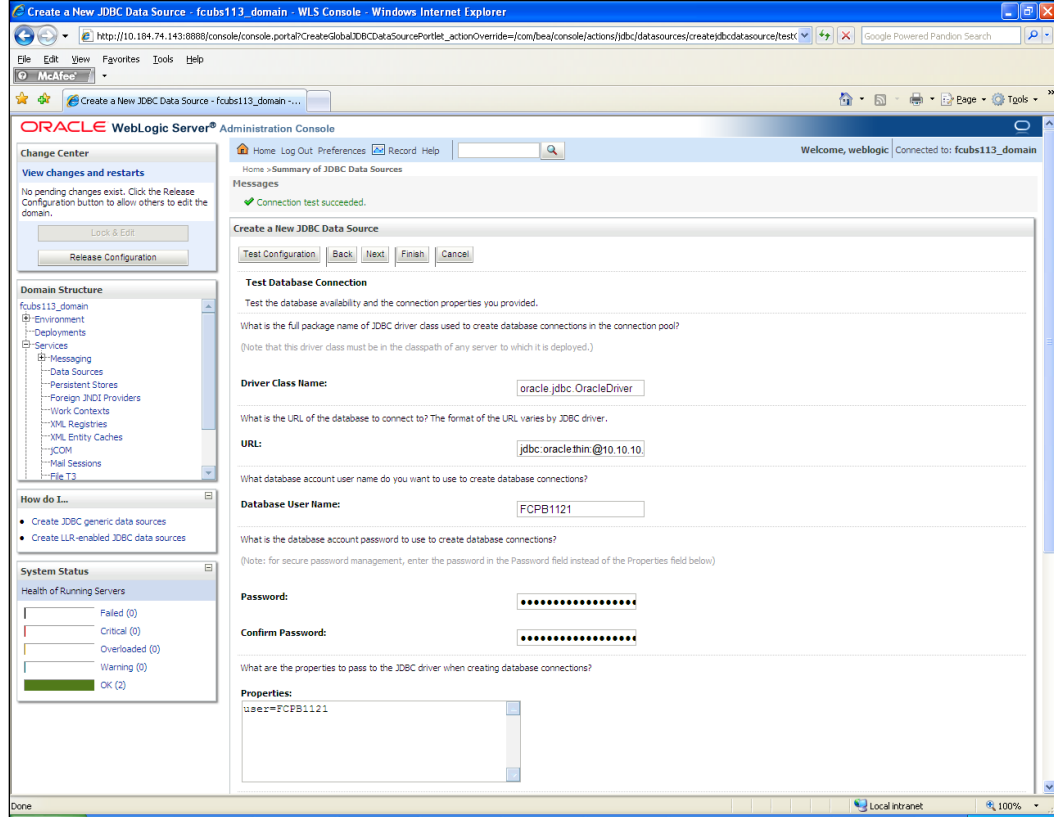 Create a New JDBC Data Source - fcubs113_domain - WLS Console - Windows Internet Explorer
http://10.184.74.143:8888/console/console.portal?CreateGlobalJDBCDataSourcePortlet_actionOverride=/com/bea/console/actions/jdbc/datasources/createjdbcdatasource/test(
Google Powered Pandion Search
File Edit View Favorites Tools Help
McAfee
Create a New JDBC Data Source - fcubs113_domain -...
Page Tools
ORACLE WebLogic Server® Administration Console
Change Center
View changes and restarts
No pending changes exist. Click the Release
Configuration button to allow others to edit the
domain.
Lock & Edit
Release Configuration
Domain Structure
fcubs113_domain
Environment
Deployments
Services
Messaging
Data Sources
Persistent Stores
Foreign JNDI Providers
Work Contexts
XML Registries
XML Entity Caches
jCOM
Mail Sessions
File T3
How do I...
Create JDBC generic data sources
Create LLR-enabled JDBC data sources
System Status
Health of Running Servers
Failed (0)
Critical (0)
Overloaded (0)
Warning (0)
OK (2)
Home Log Out Preferences Record Help
Welcome, weblogic Connected to: fcubs113_domain
Home >Summary of JDBC Data Sources
Messages
Connection test succeeded.
Create a New JDBC Data Source
Test Configuration Back Next Finish Cancel
Test Database Connection
Test the database availability and the connection properties you provided.
What is the full package name of JDBC driver class used to create database connections in the connection pool?
(Note that this driver class must be in the classpath of any server to which it is deployed.)
Driver Class Name: oracle.jdbc.OracleDriver
What is the URL of the database to connect to? The format of the URL varies by JDBC driver.
URL: jdbc:oracle:thin:@10.10.10.
What database account user name do you want to use to create database connections?
Database User Name: FCPB1121
What is the database account password to use to create database connections?
(Note: for secure password management, enter the password in the Password field instead of the Properties field below)
Password:
Confirm Password:
What are the properties to pass to the JDBC driver when creating database connections?
Properties:
user=FCPB1121
Done
Local intranet
100%